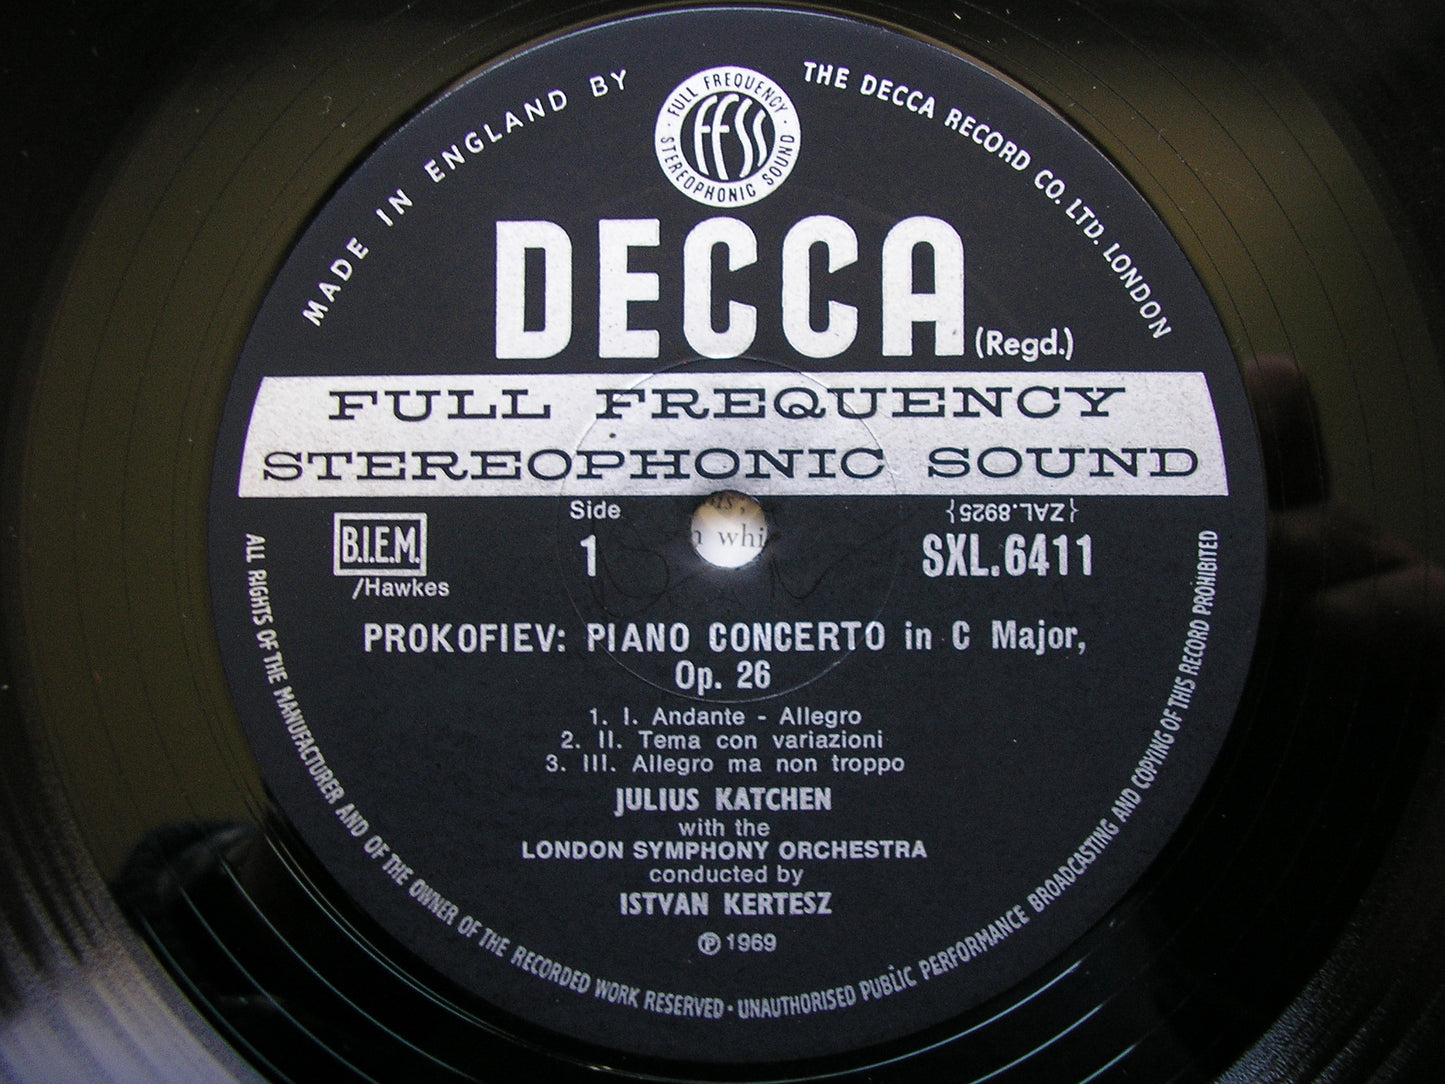 MADE IN ENGLAND BY
THE DECCA RECORD CO. LTD. LONDON
FULL FREQUENCY
FFSS
STEREOPHONIC SOUND
DECCA (Regd.)
FULL FREQUENCY
STEREOPHONIC SOUND
Side
{ZAL.8925}
B.I.E.M.
1
whi
SXL.6411
/Hawkes
PROKOFIEV: PIANO CONCERTO in C Major,
Op. 26
1. I. Andante - Allegro
2. II. Tema con variazioni
3. III. Allegro ma non troppo
JULIUS KATCHEN
with the
LONDON SYMPHONY ORCHESTRA
conducted by
ISTVAN KERTESZ
Ⓟ 1969
ALL RIGHTS OF THE MANUFACTURER AND OF THE OWNER OF THE RECORDED WORK RESERVED · UNAUTHORISED PUBLIC PERFORMANCE BROADCASTING AND COPYING OF THIS RECORD PROHIBITED